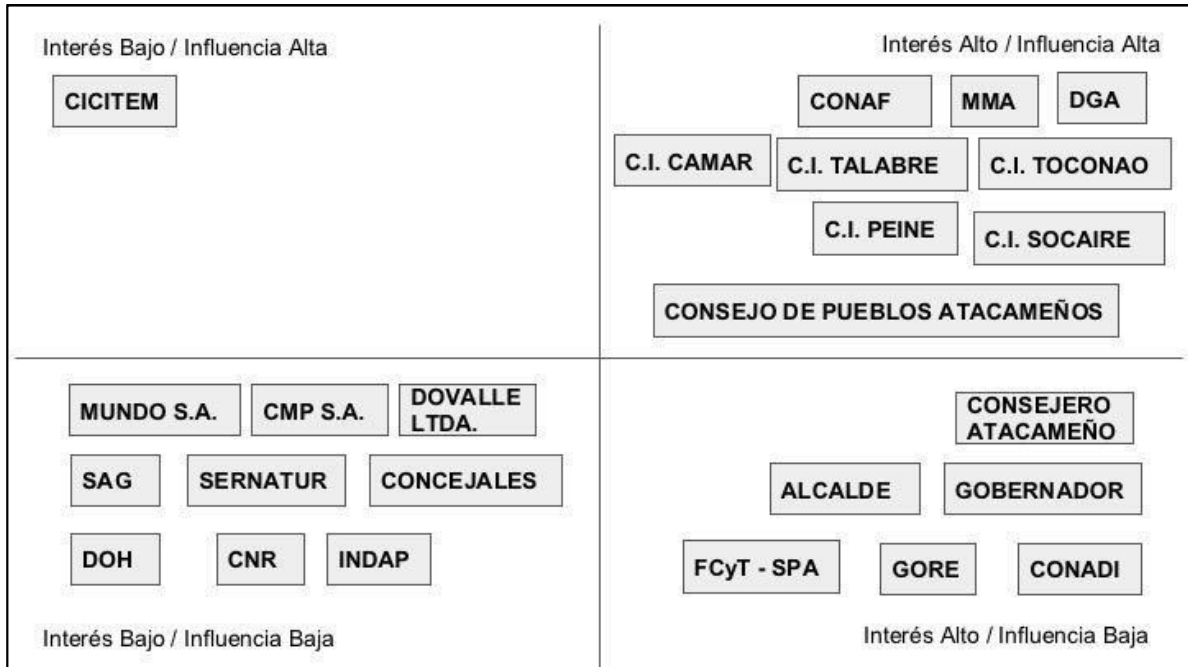 Interés Bajo / Influencia Alta
CICITEM
Interés Alto / Influencia Alta
CONAF
MMA
DGA
C.I. CAMAR
C.I. TALABRE
C.I. TOCONAO
C.I. PEINE
C.I. SOCAIRE
CONSEJO DE PUEBLOS ATACAMEÑOS
MUNDO S.A.
CMP S.A.
DOVALLE
LTDA.
SAG
SERNATUR
CONCEJALES
DOH
CNR
INDAP
Interés Bajo / Influencia Baja
CONSEJERO
ATACAMEÑO
ALCALDE
GOBERNADOR
FCyT - SPA
GORE
CONADI
Interés Alto / Influencia Baja